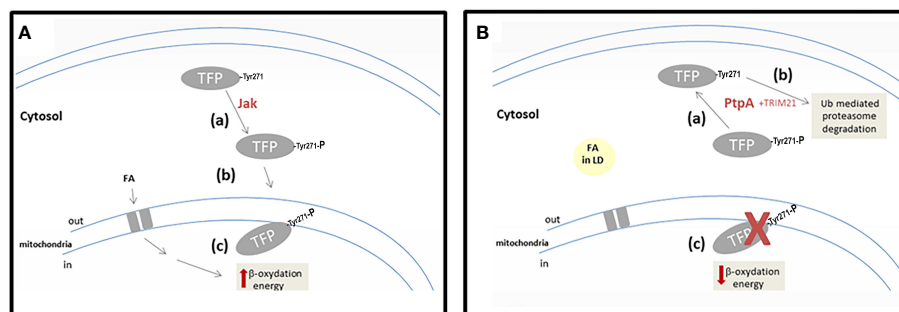 A
TFP -Tyr271
Jak
Cytosol
(a)
TFP -Tyr271-P
(b)
FA
out
-Tyr271-P
mitochondria
(c)
TFP
in
β-oxydation
energy
B
TFP -Tyr271
(b)
PtpA +TRIM21
Ub mediated
proteasome
degradation
Cytosol
(a)
TFP -Tyr271-P
FA
in LD
out
-Tyr271-P
X
mitochondria
(c)
TFP
in
β-oxydation
energy